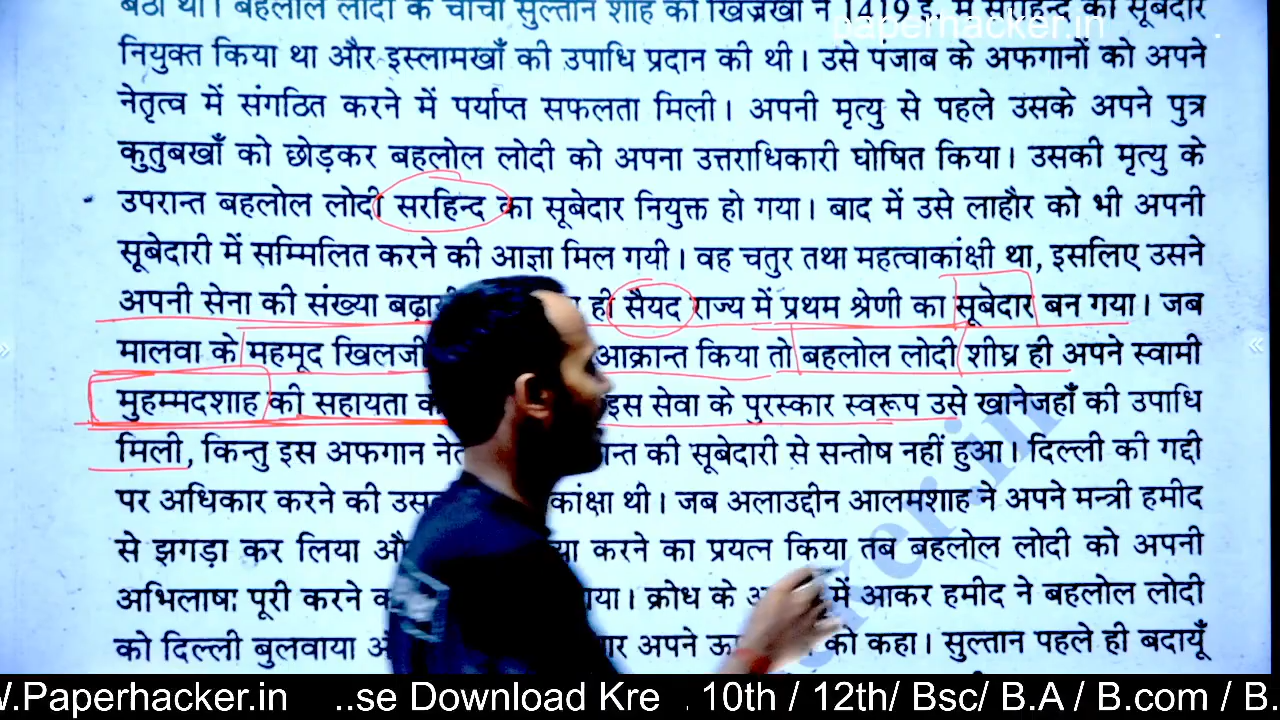 बैठा था। बहलोल लोदी के चाचा सुल्तान शाह को खिज्रखाँ ने 1419 ई. में सरहिन्द का सूबेदार
paperhacker.in
नियुक्त किया था और इस्लामखाँ की उपाधि प्रदान की थी। उसे पंजाब के अफगानों को अपने
नेतृत्व में संगठित करने में पर्याप्त सफलता मिली। अपनी मृत्यु से पहले उसके अपने पुत्र
कुतुबखाँ को छोड़कर बहलोल लोदी को अपना उत्तराधिकारी घोषित किया। उसकी मृत्यु के
उपरान्त बहलोल लोदी सरहिन्द का सूबेदार नियुक्त हो गया। बाद में उसे लाहौर को भी अपनी
सूबेदारी में सम्मिलित करने की आज्ञा मिल गयी। वह चतुर तथा महत्वाकांक्षी था, इसलिए उसने
अपनी सेना की संख्या ही सैयद राज्य में प्रथम श्रेणी का सूबेदार बन गया। जब
मालवा के महमूद खिलजी आक्रान्त किया तो बहलोल लोदी शीघ्र ही अपने स्वामी
मुहम्मदशाह की सहायता इस सेवा के पुरस्कार स्वरूप उसे खानेजहाँ की उपाधि
मिली, किन्तु इस अफगान की सूबेदारी से सन्तोष नहीं हुआ। दिल्ली की गद्दी
पर अधिकार करने की थी। जब अलाउद्दीन आलमशाह ने अपने मन्त्री हमीद
से झगड़ा कर लिया करने का प्रयत्न किया तब बहलोल लोदी को अपनी
अभिलाषा पूरी करने गया। क्रोध के में आकर हमीद ने बहलोल लोदी
को दिल्ली बुलवाया अपने को कहा। सुल्तान पहले ही बदायूँ
ker.in
W.Paperhacker.in ..se Download Kre . 10th / 12th/ Bsc/ B.A / B.com / B.